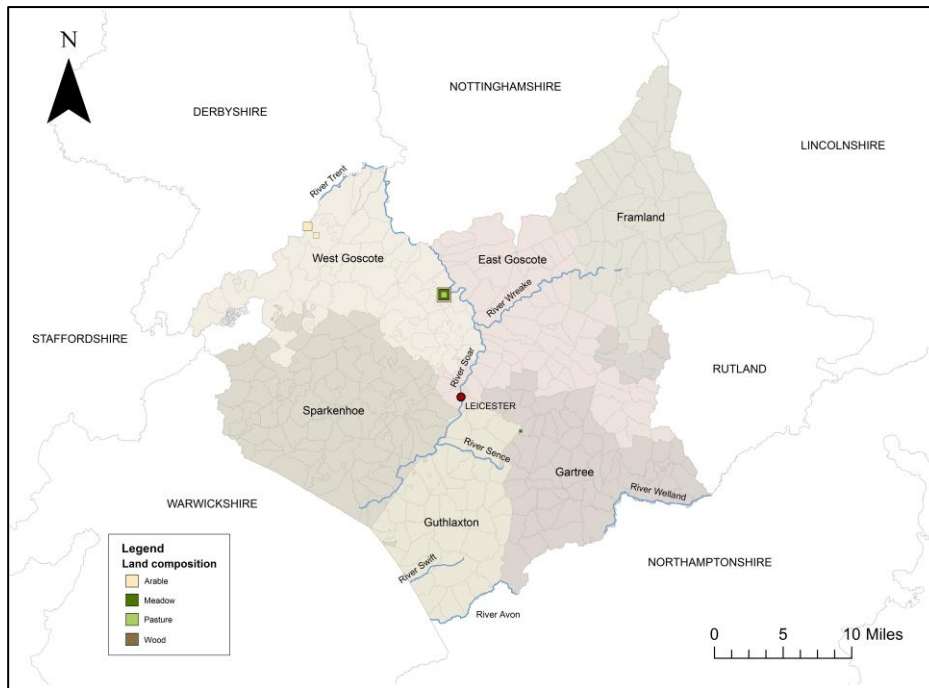 N
NOTTINGHAMSHIRE
DERBYSHIRE
LINCOLNSHIRE
River Trent
Framland
West Goscote
East Goscote
River Wreake
STAFFORDSHIRE
River Soar
RUTLAND
Sparkenhoe
LEICESTER
River Sence
Gartree
River Welland
WARWICKSHIRE
Guthlaxton
Legend
Land composition
Arable
Meadow
Pasture
Wood
River Swift
NORTHAMPTONSHIRE
River Avon
0 5 10 Miles